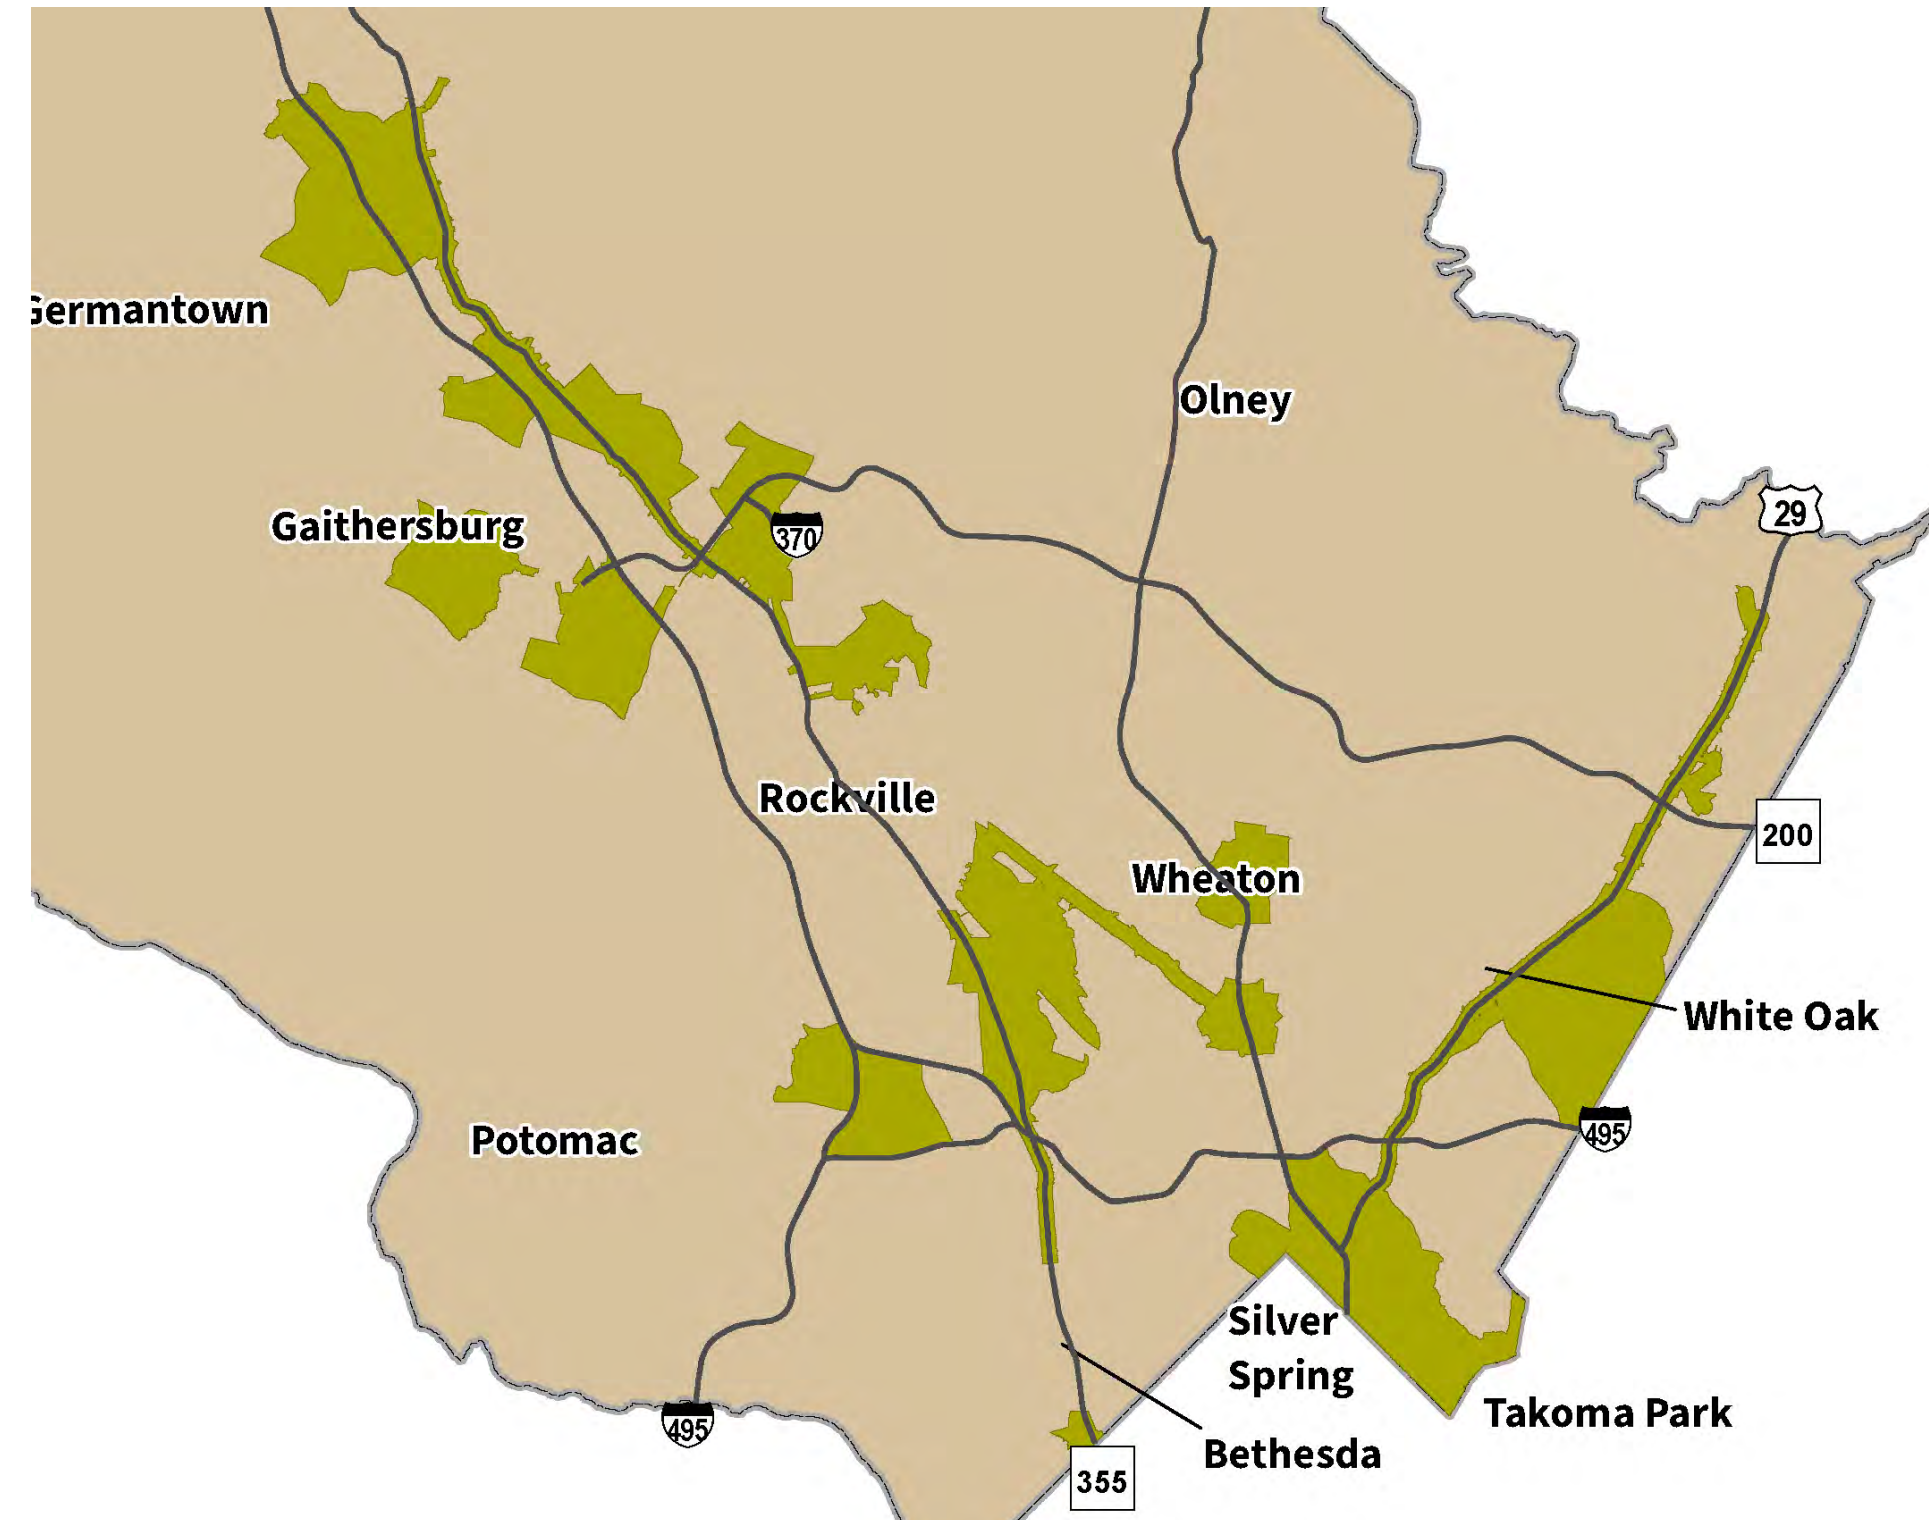 Germantown
Olney
29
Gaithersburg
370
Rockville
200
Wheaton
White Oak
495
Potomac
Silver
Spring
Takoma Park
495
Bethesda
355